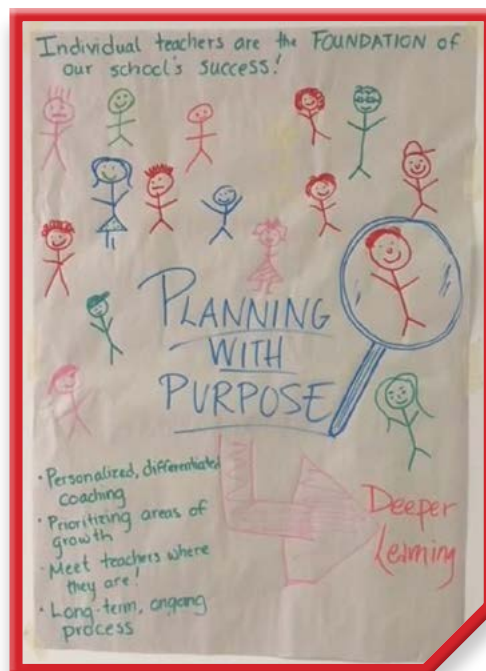 Individual teachers are the FOUNDATION of
our school's success!
PLANNING
WITH
PURPOSE
• Personalized, differentiated
coaching
• Prioritizing areas of
growth
• Meet teachers where
they are!
• Long-term, ongoing
process
Deeper
Learning